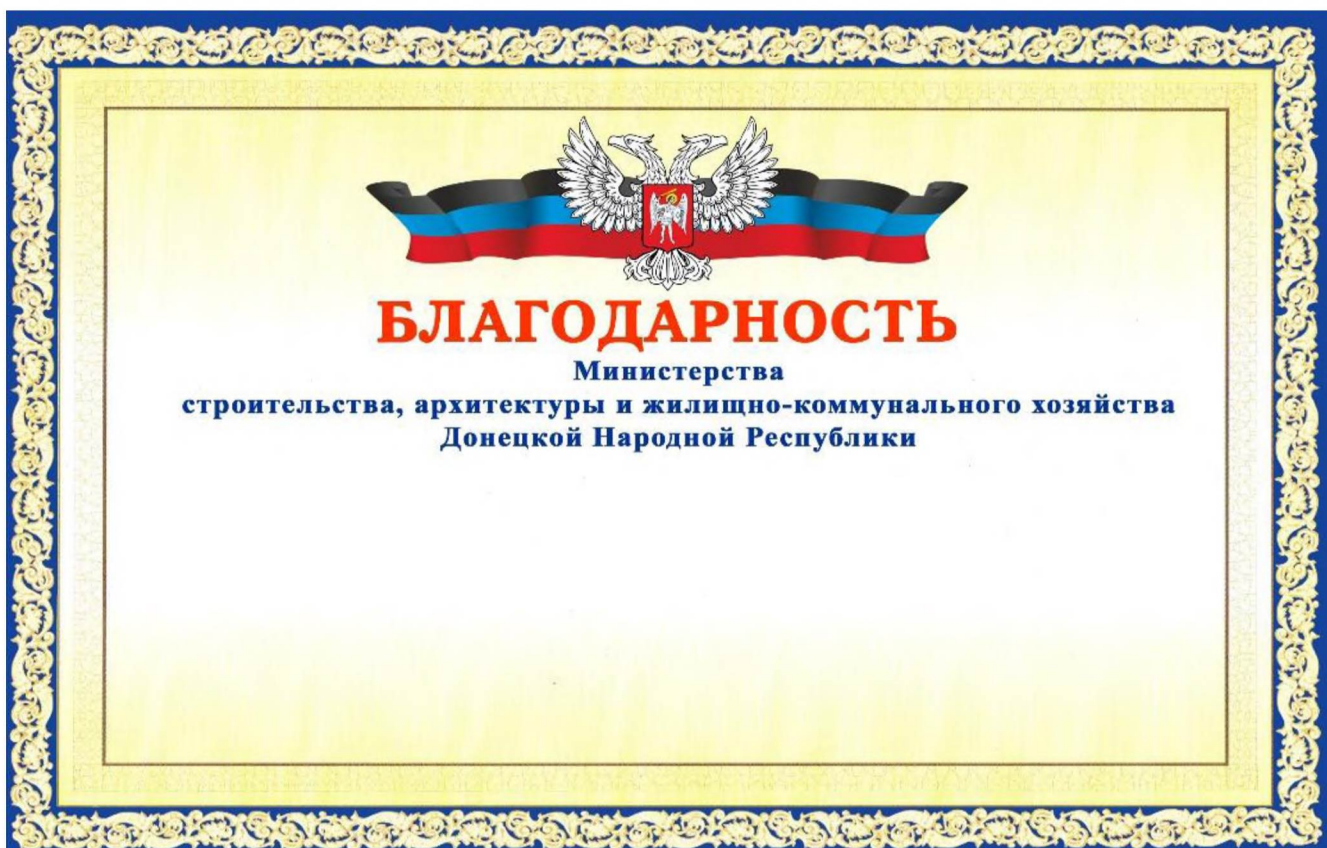 БЛАГОДАРНОСТЬ
Министерства
строительства, архитектуры и жилищно-коммунального хозяйства
Донецкой Народной Республики